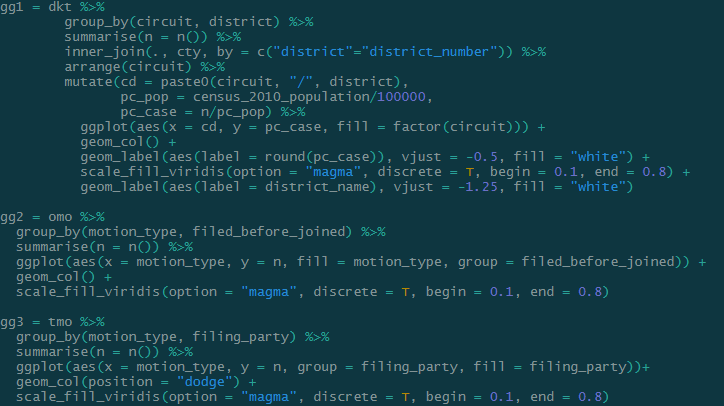 gg1 = dkt %>%
        group_by(circuit, district) %>%
        summarise(n = n()) %>%
        inner_join(., cty, by = c("district"="district_number")) %>%
        arrange(circuit) %>%
        mutate(cd = paste0(circuit, "/", district),
               pc_pop = census_2010_population/100000,
               pc_case = n/pc_pop) %>%
          ggplot(aes(x = cd, y = pc_case, fill = factor(circuit))) +
          geom_col() +
          geom_label(aes(label = round(pc_case)), vjust = -0.5, fill = "white") +
          scale_fill_viridis(option = "magma", discrete = T, begin = 0.1, end = 0.8) +
          geom_label(aes(label = district_name), vjust = -1.25, fill = "white")
gg2 = omo %>%
  group_by(motion_type, filed_before_joined) %>%
  summarise(n = n()) %>%
  ggplot(aes(x = motion_type, y = n, fill = motion_type, group = filed_before_joined)) +
  geom_col() +
  scale_fill_viridis(option = "magma", discrete = T, begin = 0.1, end = 0.8)
gg3 = tmo %>%
  group_by(motion_type, filing_party) %>%
  summarise(n = n()) %>%
  ggplot(aes(x = motion_type, y = n, group = filing_party, fill = filing_party))+
  geom_col(position = "dodge") +
  scale_fill_viridis(option = "magma", discrete = T, begin = 0.1, end = 0.8)